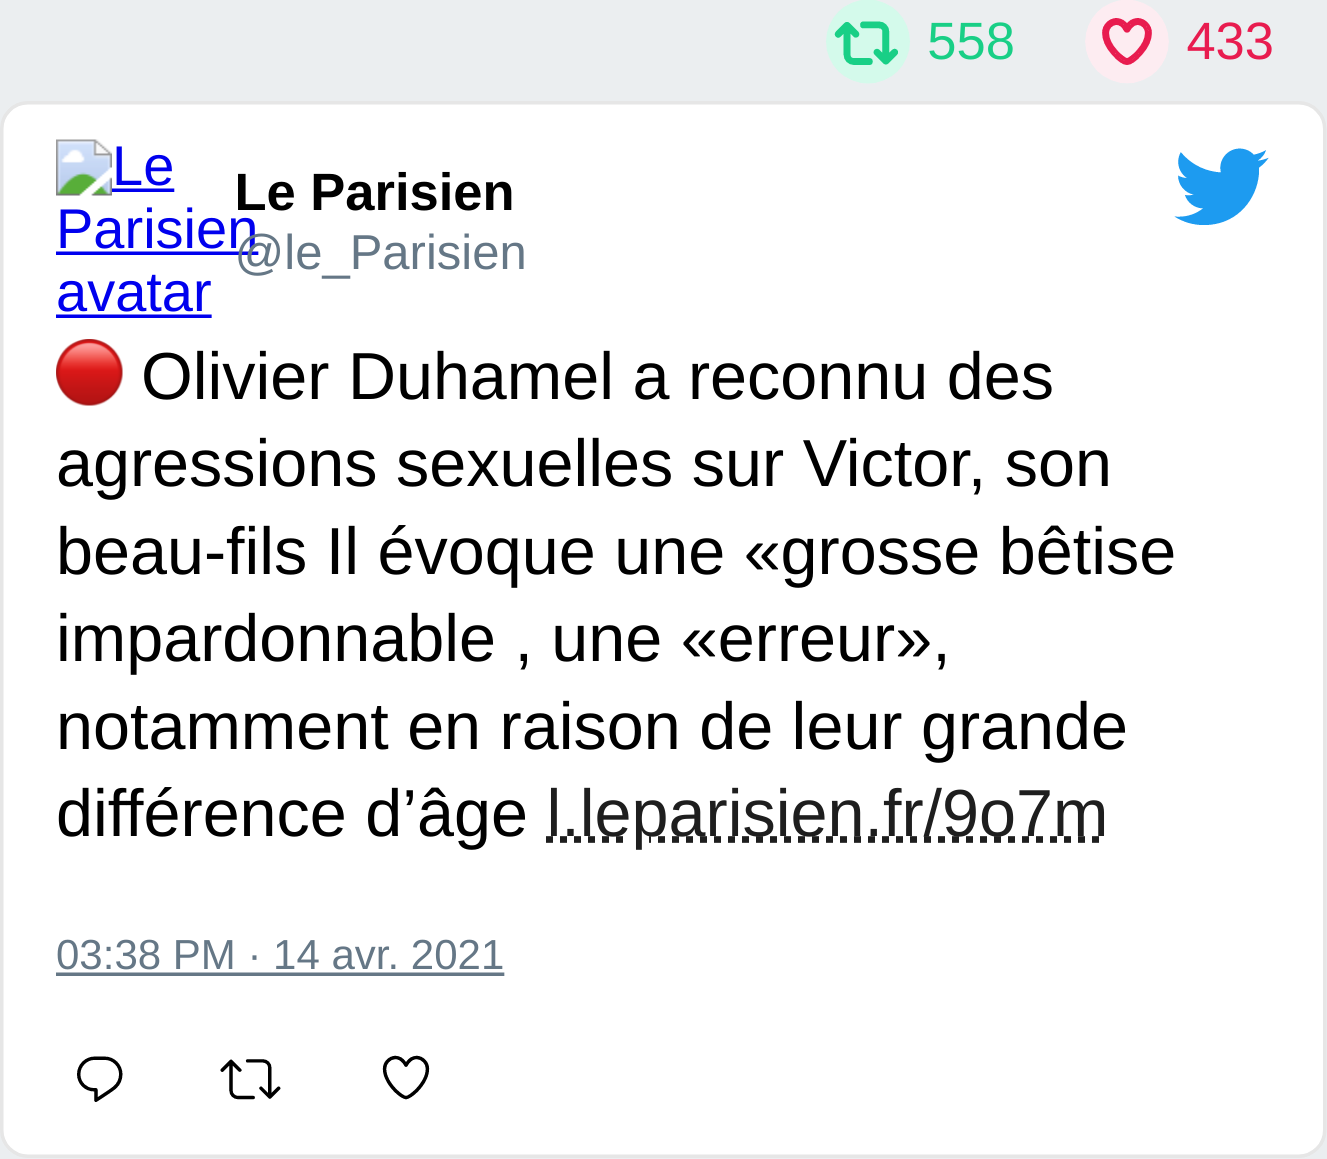 558 433
Le Parisien avatar
Le Parisien
@le_Parisien
🔴 Olivier Duhamel a reconnu des
agressions sexuelles sur Victor, son
beau-fils Il évoque une «grosse bêtise
impardonnable , une «erreur»,
notamment en raison de leur grande
différence d’âge l.leparisien.fr/9o7m
03:38 PM · 14 avr. 2021